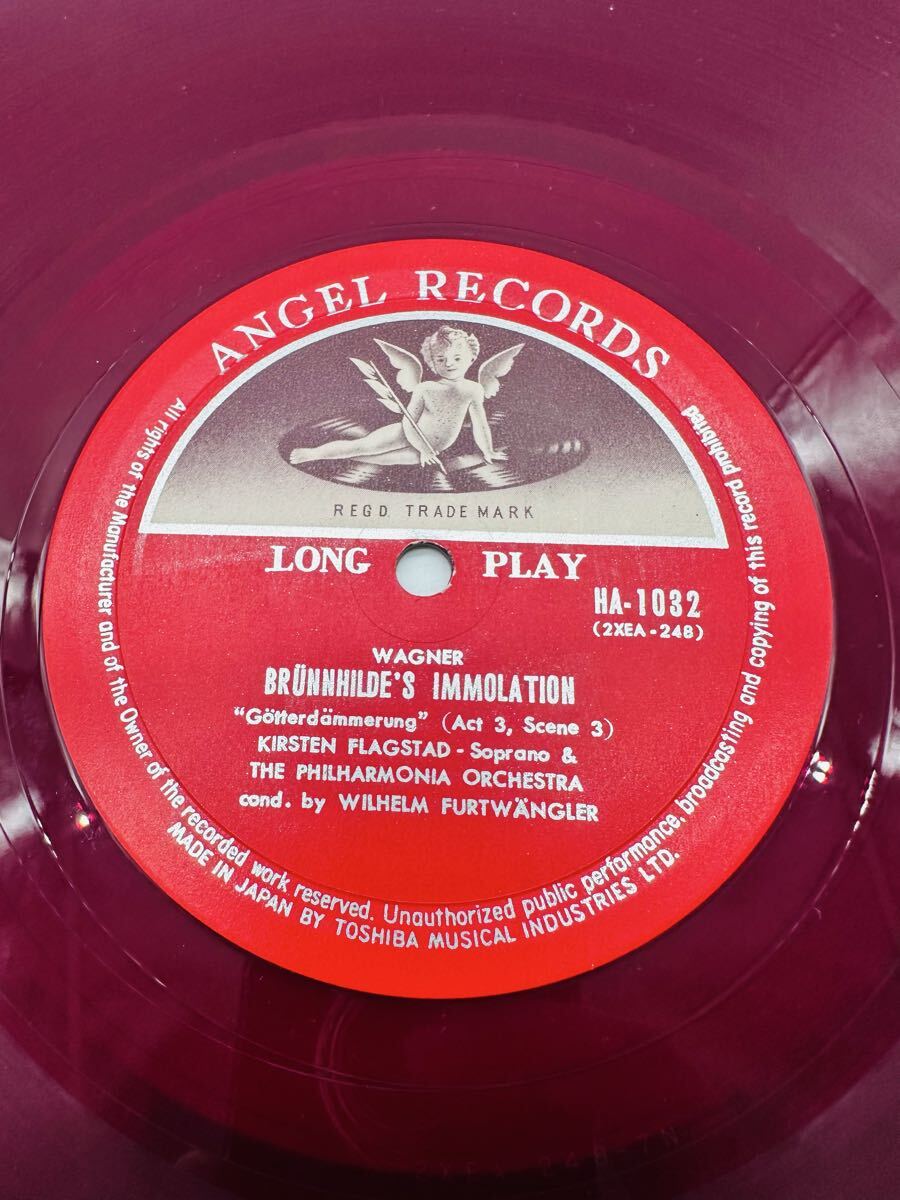 ANGEL RECORDS
REGD TRADE MARK
LONG PLAY
HA-1032
(2XEA-248)
WAGNER
BRÜNNHILDE'S IMMOLATION
"Götterdämmerung" (Act 3, Scene 3)
KIRSTEN FLAGSTAD - Soprano &
THE PHILHARMONIA ORCHESTRA
cond. by WILHELM FURTWÄNGLER
All rights of the Manufacturer and of the Owner of the recorded work reserved. Unauthorized public performance, broadcasting and copying of this record prohibited
MADE IN JAPAN BY TOSHIBA MUSICAL INDUSTRIES LTD.